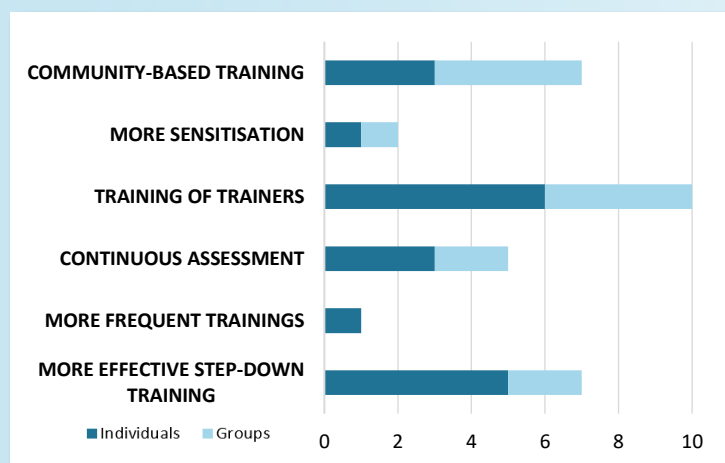 COMMUNITY-BASED TRAINING
MORE SENSITISATION
TRAINING OF TRAINERS
CONTINUOUS ASSESSMENT
MORE FREQUENT TRAININGS
MORE EFFECTIVE STEP-DOWN
TRAINING
Individuals Groups
0 2 4 6 8 10